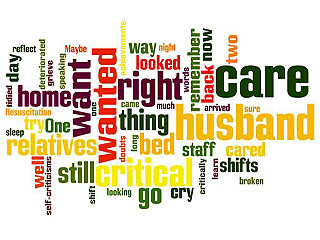 achievements
Maybe
way
night
reflect
deteriorated
grieve
speaking
looked
remember
words
back
now
two
day
tidied
home
want
one
wanted
right
care
Resuscitation
came
much
arrived
sure
try
One
thing
husband
sleep
relatives
doubts
long
bed
staff
cared
well
self-criticisms
still
critical
critically
learn
shifts
shift
looking
go
cry
broken